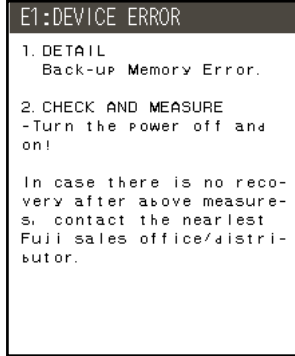 E1:DEVICE ERROR
1. DETAIL
Back-up Memory Error.
2. CHECK AND MEASURE
-Turn the power off and
on!
In case there is no reco-
very after above measure-
s, contact the nearlest
Fuji sales office/distri-
butor.